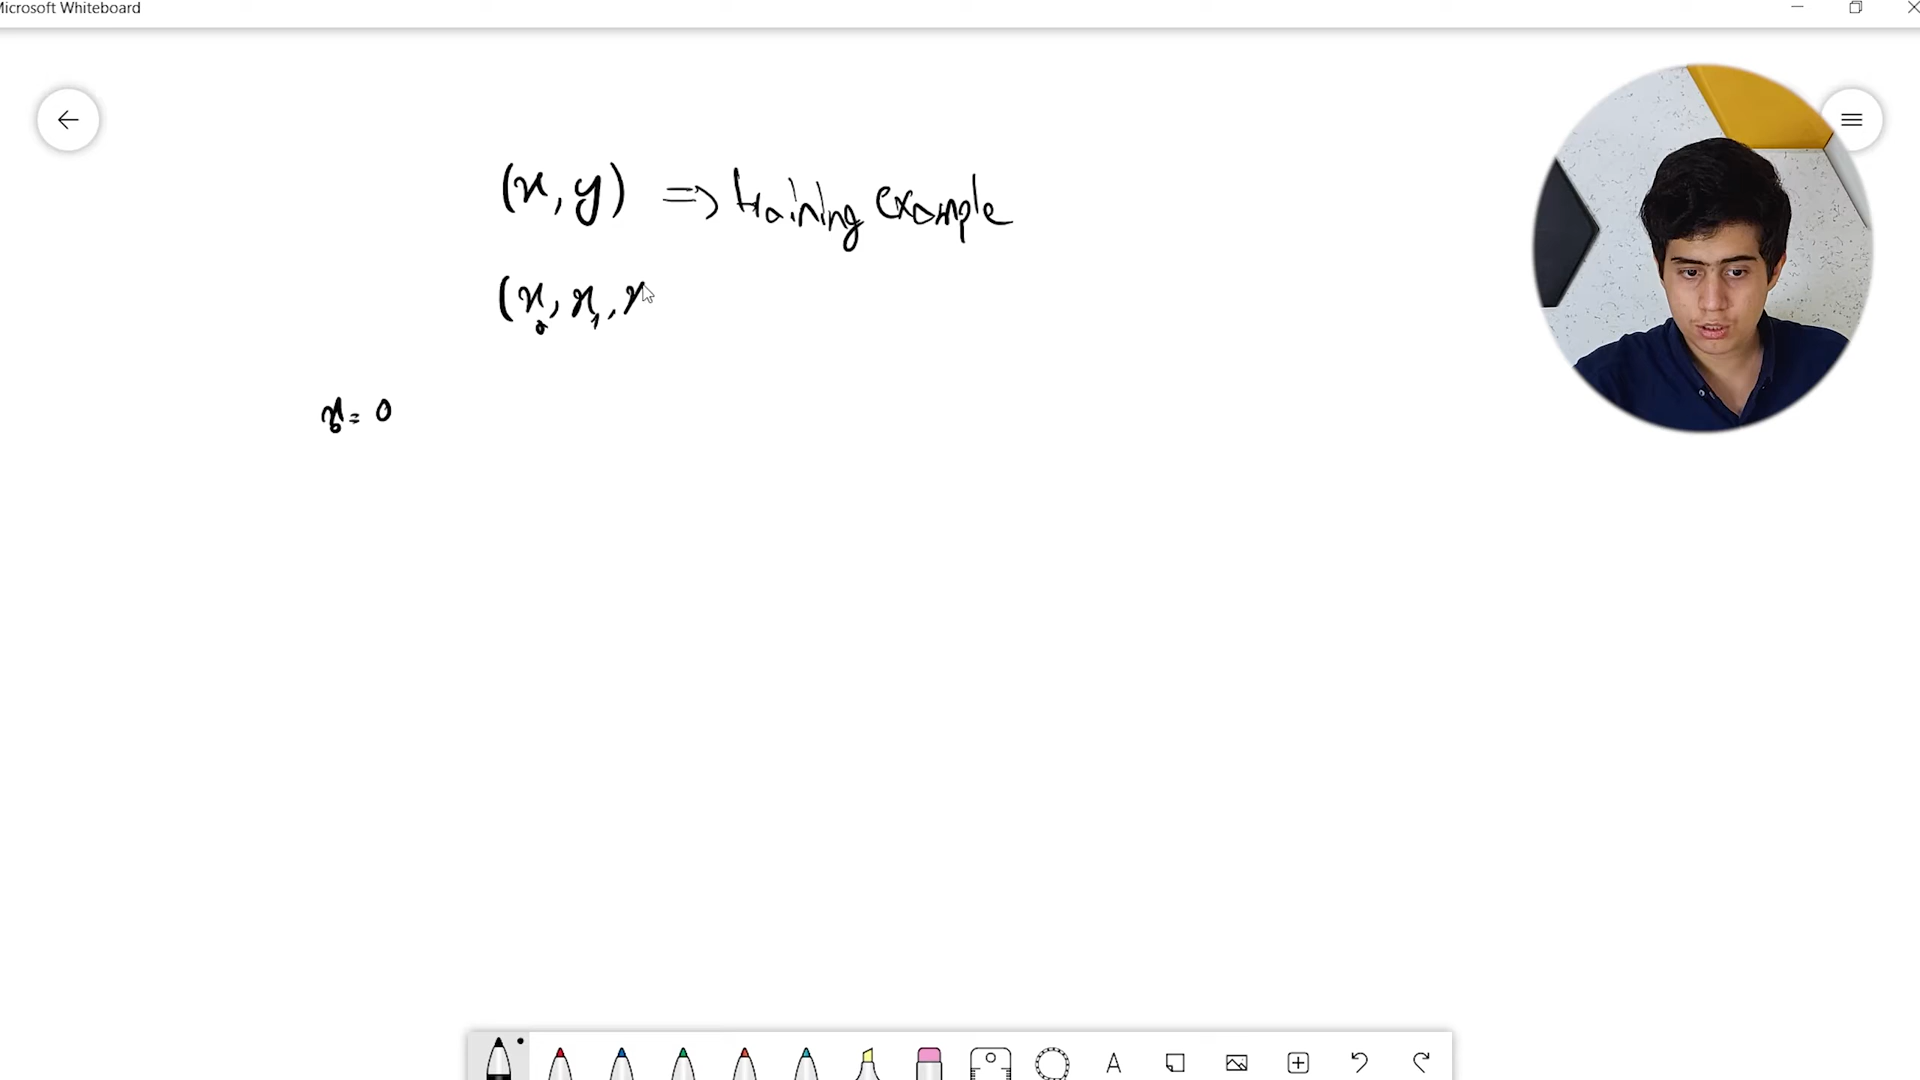 Microsoft Whiteboard
(x, y) => training example
(x₀, x₁, x
x₀ = 0
A